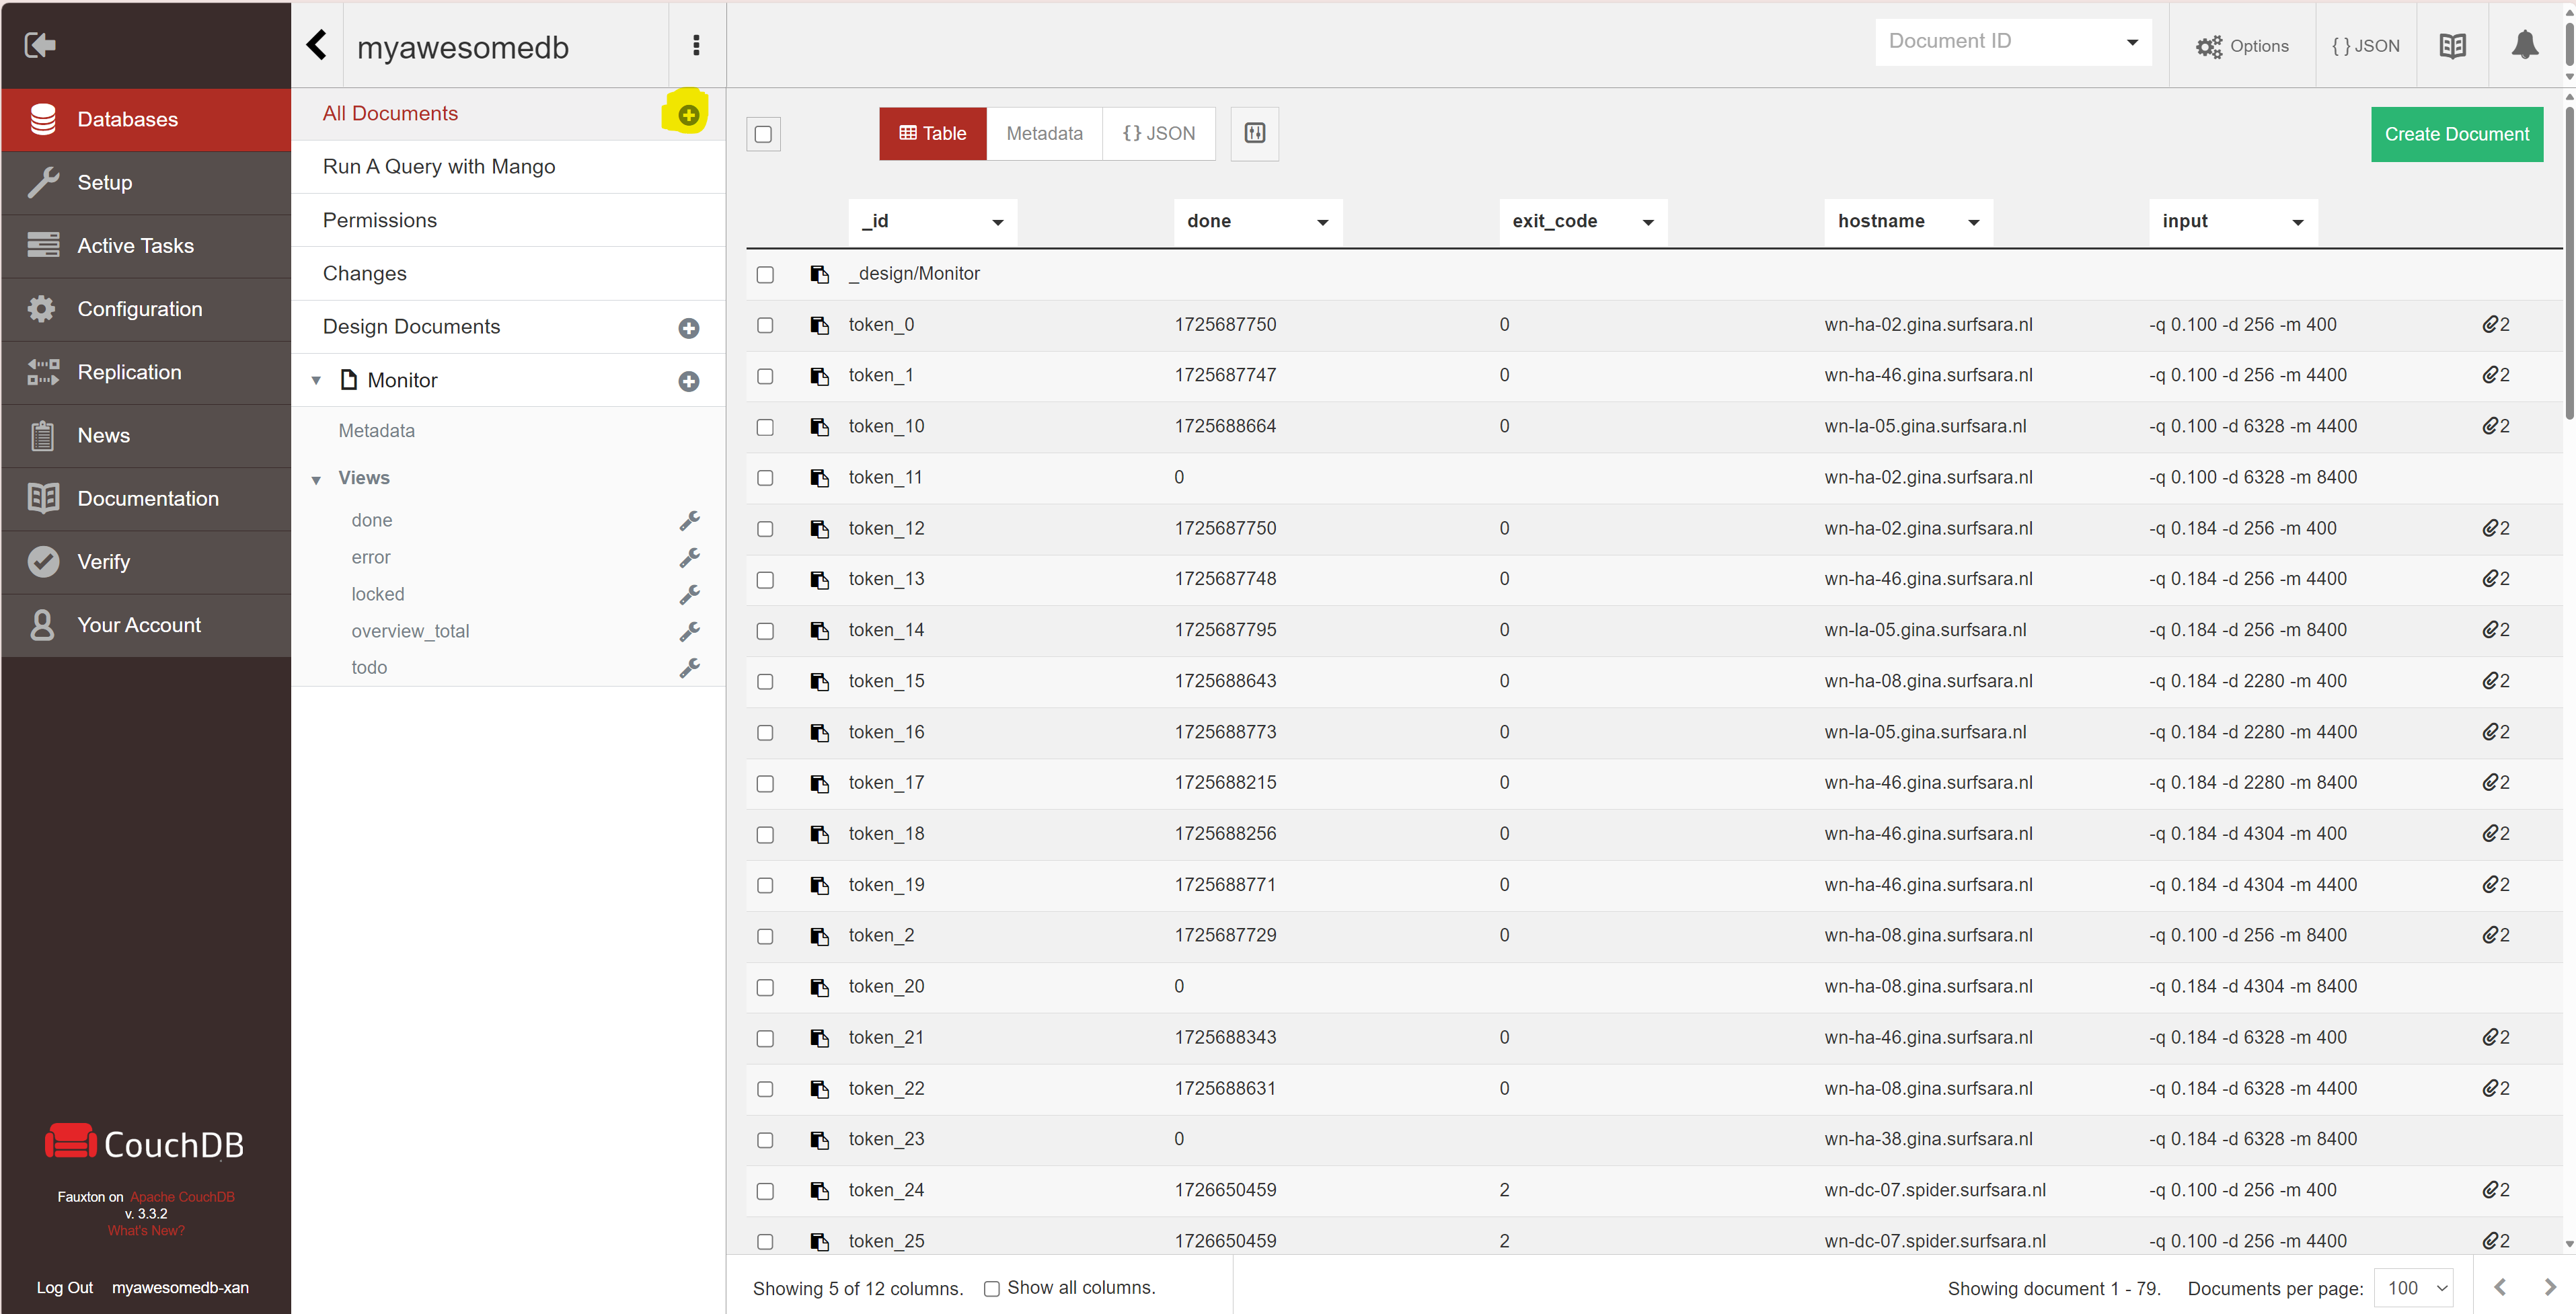 myawesomedb
Document ID
Options
{ } JSON
Databases
Setup
Active Tasks
Configuration
Replication
News
Documentation
Verify
Your Account
All Documents
Run A Query with Mango
Permissions
Changes
Design Documents
Monitor
Metadata
Views
done
error
locked
overview_total
todo
Table Metadata {} JSON
Create Document
_id done exit_code hostname input
_design/Monitor
token_0 1725687750 0 wn-ha-02.gina.surfsara.nl -q 0.100 -d 256 -m 400 2
token_1 1725687747 0 wn-ha-46.gina.surfsara.nl -q 0.100 -d 256 -m 4400 2
token_10 1725688664 0 wn-la-05.gina.surfsara.nl -q 0.100 -d 6328 -m 4400 2
token_11 0 wn-ha-02.gina.surfsara.nl -q 0.100 -d 6328 -m 8400
token_12 1725687750 0 wn-ha-02.gina.surfsara.nl -q 0.184 -d 256 -m 400 2
token_13 1725687748 0 wn-ha-46.gina.surfsara.nl -q 0.184 -d 256 -m 4400 2
token_14 1725687795 0 wn-la-05.gina.surfsara.nl -q 0.184 -d 256 -m 8400 2
token_15 1725688643 0 wn-ha-08.gina.surfsara.nl -q 0.184 -d 2280 -m 400 2
token_16 1725688773 0 wn-la-05.gina.surfsara.nl -q 0.184 -d 2280 -m 4400 2
token_17 1725688215 0 wn-ha-46.gina.surfsara.nl -q 0.184 -d 2280 -m 8400 2
token_18 1725688256 0 wn-ha-46.gina.surfsara.nl -q 0.184 -d 4304 -m 400 2
token_19 1725688771 0 wn-ha-46.gina.surfsara.nl -q 0.184 -d 4304 -m 4400 2
token_2 1725687729 0 wn-ha-08.gina.surfsara.nl -q 0.100 -d 256 -m 8400 2
token_20 0 wn-ha-08.gina.surfsara.nl -q 0.184 -d 4304 -m 8400
token_21 1725688343 0 wn-ha-46.gina.surfsara.nl -q 0.184 -d 6328 -m 400 2
token_22 1725688631 0 wn-ha-08.gina.surfsara.nl -q 0.184 -d 6328 -m 4400 2
token_23 0 wn-ha-38.gina.surfsara.nl -q 0.184 -d 6328 -m 8400
token_24 1726650459 2 wn-dc-07.spider.surfsara.nl -q 0.100 -d 256 -m 400 2
token_25 1726650459 2 wn-dc-07.spider.surfsara.nl -q 0.100 -d 256 -m 4400 2
CouchDB
Fauxton on Apache CouchDB
v. 3.3.2
What's New?
Log Out myawesomedb-xan
Showing 5 of 12 columns. Show all columns.
Showing document 1 - 79. Documents per page: 100